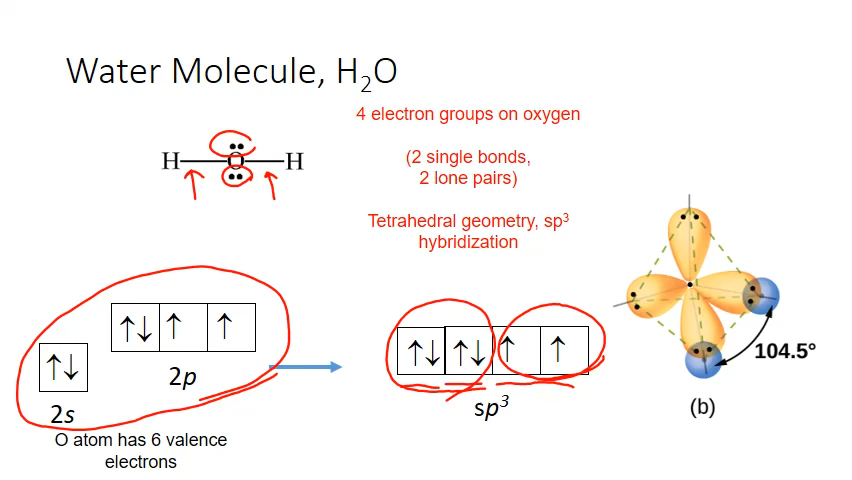 Water Molecule, H₂O
4 electron groups on oxygen
H—O—H
(2 single bonds,
2 lone pairs)
Tetrahedral geometry, sp³
hybridization
2s
2p
sp³
104.5°
(b)
O atom has 6 valence
electrons